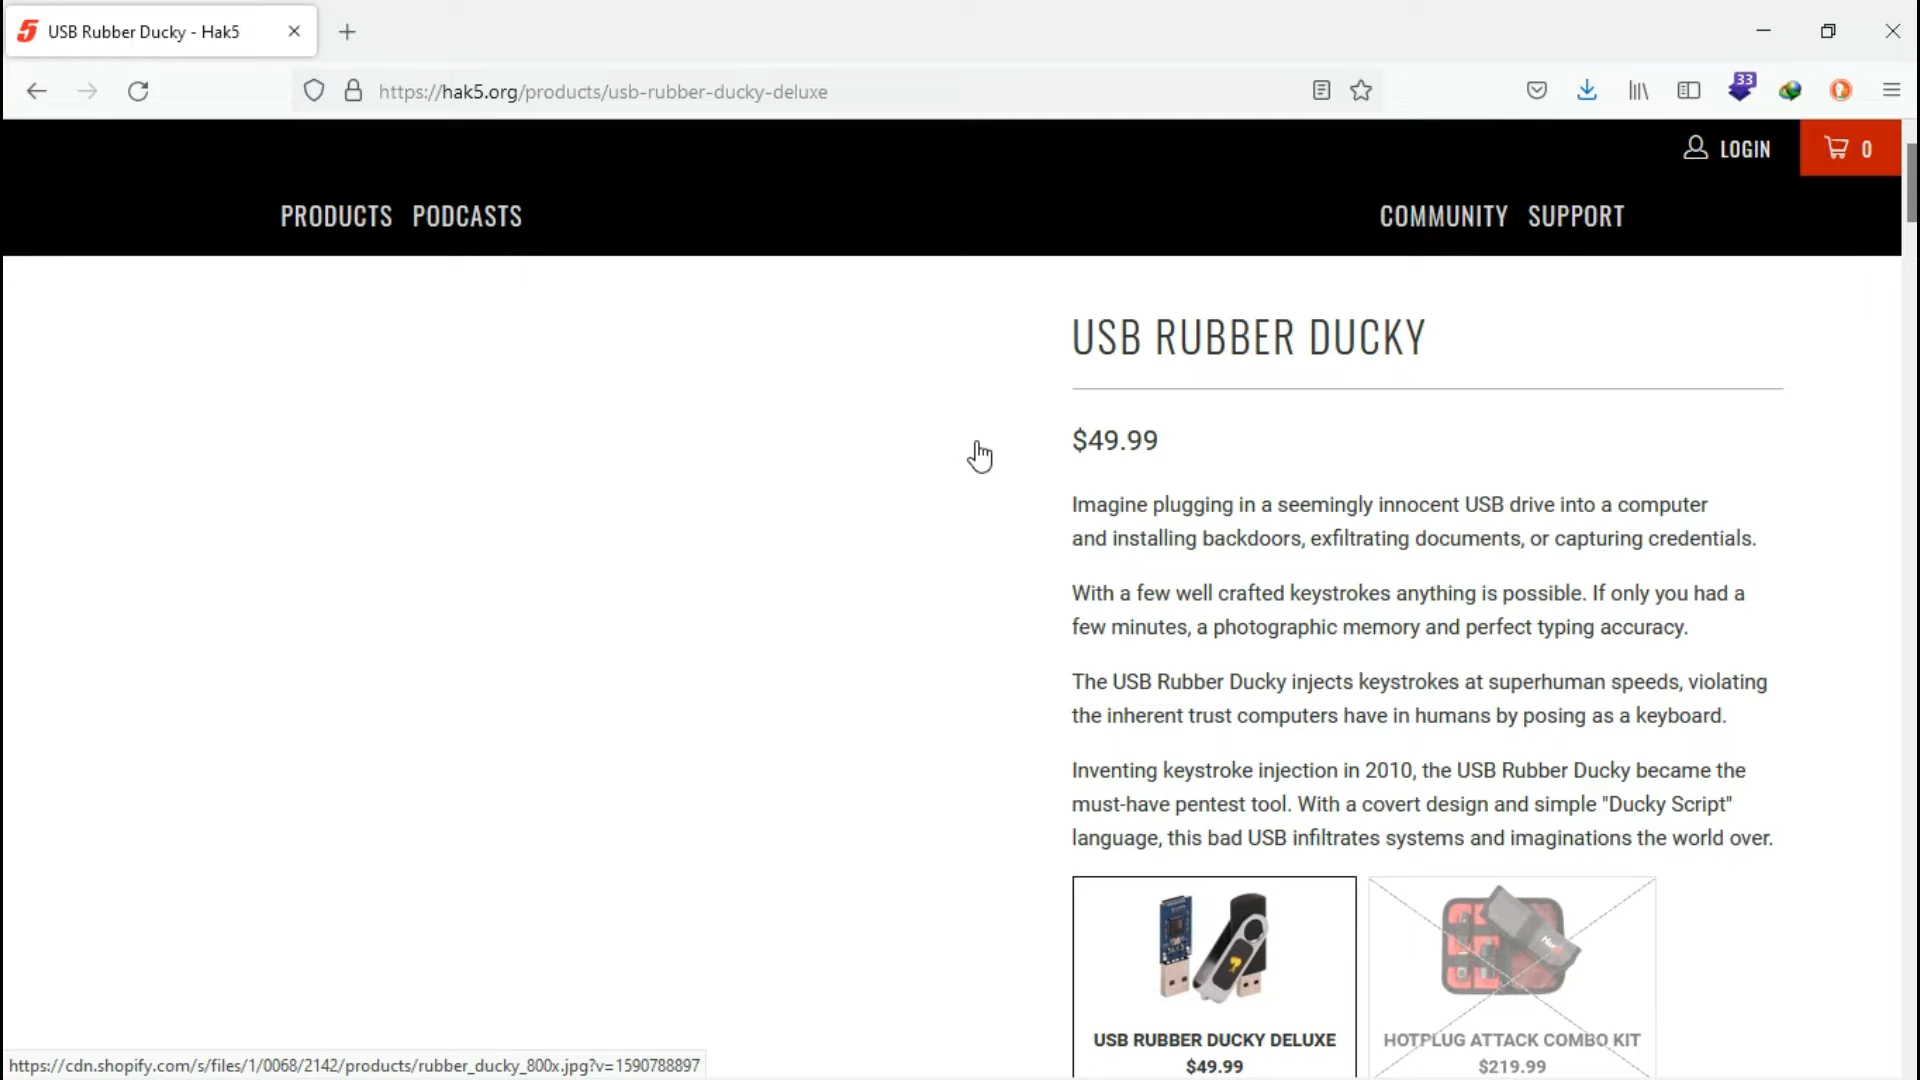 USB Rubber Ducky - Hak5
https://hak5.org/products/usb-rubber-ducky-deluxe
33
LOGIN
0
PRODUCTS PODCASTS
COMMUNITY SUPPORT
USB RUBBER DUCKY
$49.99
Imagine plugging in a seemingly innocent USB drive into a computer
and installing backdoors, exfiltrating documents, or capturing credentials.
With a few well crafted keystrokes anything is possible. If only you had a
few minutes, a photographic memory and perfect typing accuracy.
The USB Rubber Ducky injects keystrokes at superhuman speeds, violating
the inherent trust computers have in humans by posing as a keyboard.
Inventing keystroke injection in 2010, the USB Rubber Ducky became the
must-have pentest tool. With a covert design and simple "Ducky Script"
language, this bad USB infiltrates systems and imaginations the world over.
USB RUBBER DUCKY DELUXE
$49.99
HOTPLUG ATTACK COMBO KIT
$219.99
https://cdn.shopify.com/s/files/1/0068/2142/products/rubber_ducky_800x.jpg?v=1590788897